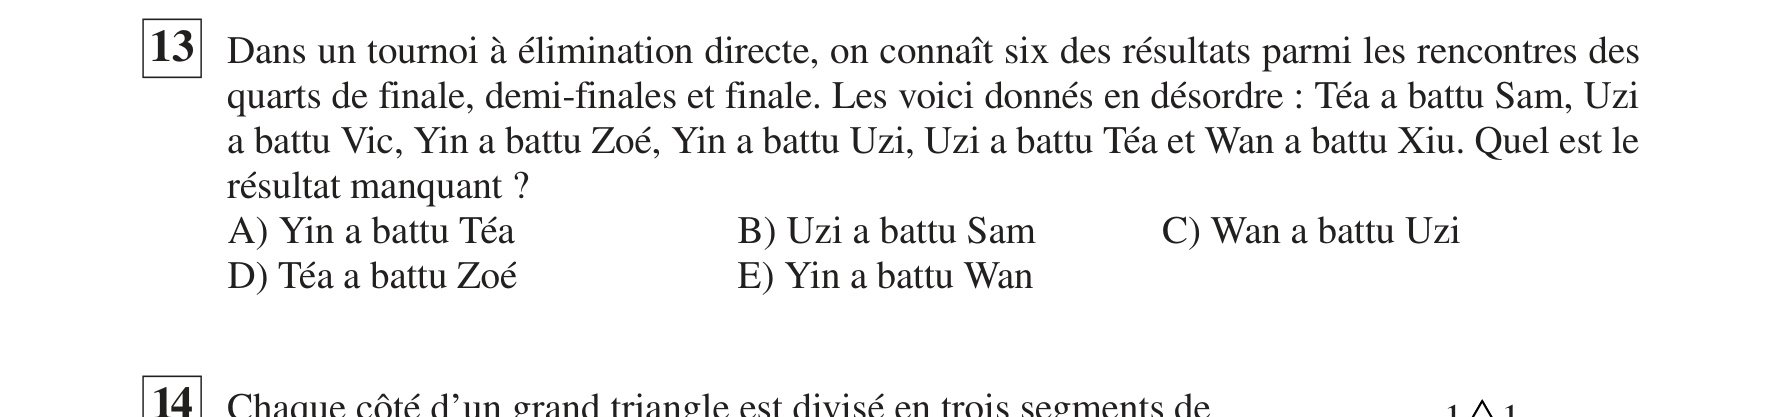 13 Dans un tournoi à élimination directe, on connaît six des résultats parmi les rencontres des
quarts de finale, demi-finales et finale. Les voici donnés en désordre : Téa a battu Sam, Uzi
a battu Vic, Yin a battu Zoé, Yin a battu Uzi, Uzi a battu Téa et Wan a battu Xiu. Quel est le
résultat manquant ?
A) Yin a battu Téa B) Uzi a battu Sam C) Wan a battu Uzi
D) Téa a battu Zoé E) Yin a battu Wan
14 Chaque côté d'un grand triangle est divisé en trois segments de
1 1